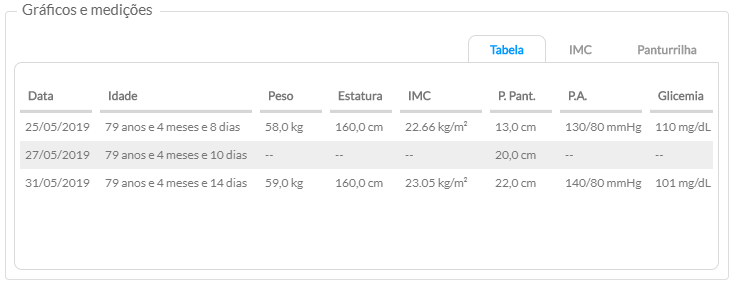 Gráficos e medições
Tabela IMC Panturrilha
Data Idade Peso Estatura IMC P. Pant. P.A. Glicemia
25/05/2019 79 anos e 4 meses e 8 dias 58,0 kg 160,0 cm 22.66 kg/m² 13,0 cm 130/80 mmHg 110 mg/dL
27/05/2019 79 anos e 4 meses e 10 dias -- -- -- 20,0 cm -- --
31/05/2019 79 anos e 4 meses e 14 dias 59,0 kg 160,0 cm 23.05 kg/m² 22,0 cm 140/80 mmHg 101 mg/dL